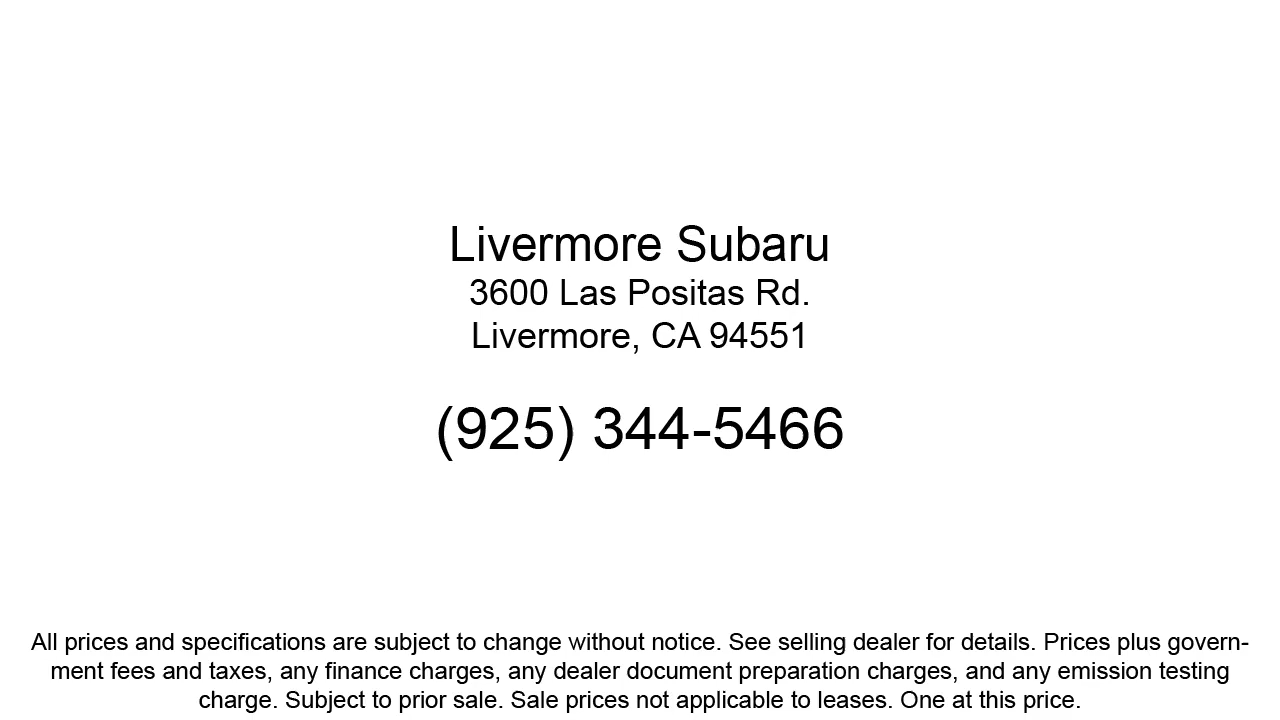 Livermore Subaru
3600 Las Positas Rd.
Livermore, CA 94551
(925) 344-5466
All prices and specifications are subject to change without notice. See selling dealer for details. Prices plus govern-
ment fees and taxes, any finance charges, any dealer document preparation charges, and any emission testing
charge. Subject to prior sale. Sale prices not applicable to leases. One at this price.